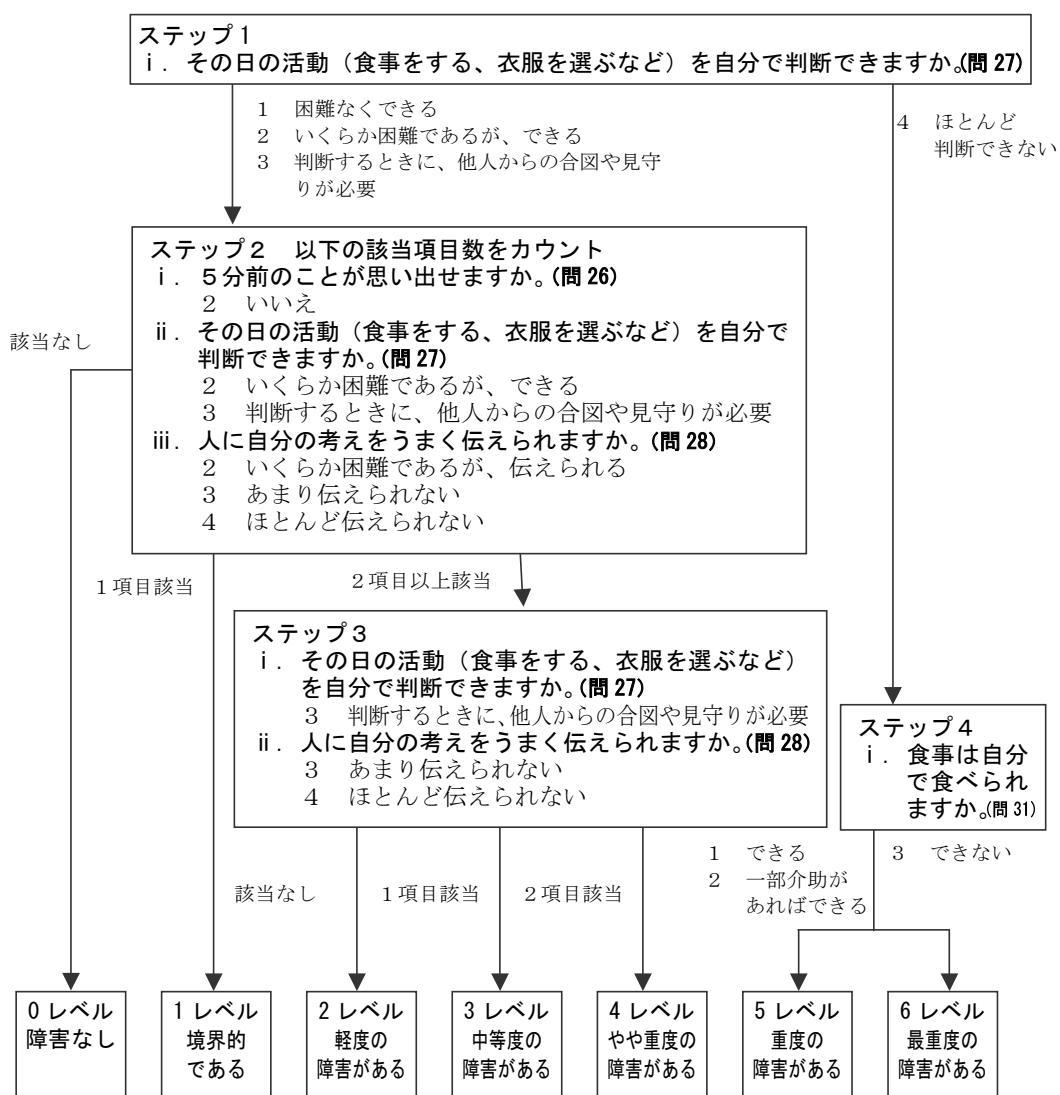 ステップ1
ⅰ．その日の活動（食事をする、衣服を選ぶなど）を自分で判断できますか。(問27)
1　困難なくできる
2　いくらか困難であるが、できる
3　判断するときに、他人からの合図や見守
りが必要
4　ほとんど
判断できない
ステップ2　以下の該当項目数をカウント
ⅰ．5分前のことが思い出せますか。(問26)
2　いいえ
ⅱ．その日の活動（食事をする、衣服を選ぶなど）を自分で
判断できますか。(問27)
2　いくらか困難であるが、できる
3　判断するときに、他人からの合図や見守りが必要
ⅲ．人に自分の考えをうまく伝えられますか。(問28)
2　いくらか困難であるが、伝えられる
3　あまり伝えられない
4　ほとんど伝えられない
該当なし
1項目該当
2項目以上該当
ステップ3
ⅰ．その日の活動（食事をする、衣服を選ぶなど）
を自分で判断できますか。(問27)
3　判断するときに、他人からの合図や見守りが必要
ⅱ．人に自分の考えをうまく伝えられますか。(問28)
3　あまり伝えられない
4　ほとんど伝えられない
ステップ4
ⅰ．食事は自分
で食べられ
ますか。(問31)
該当なし
1項目該当
2項目該当
1　できる
2　一部介助が
あればできる
3　できない
0レベル
障害なし
1レベル
境界的
である
2レベル
軽度の
障害がある
3レベル
中等度の
障害がある
4レベル
やや重度の
障害がある
5レベル
重度の
障害がある
6レベル
最重度の
障害がある